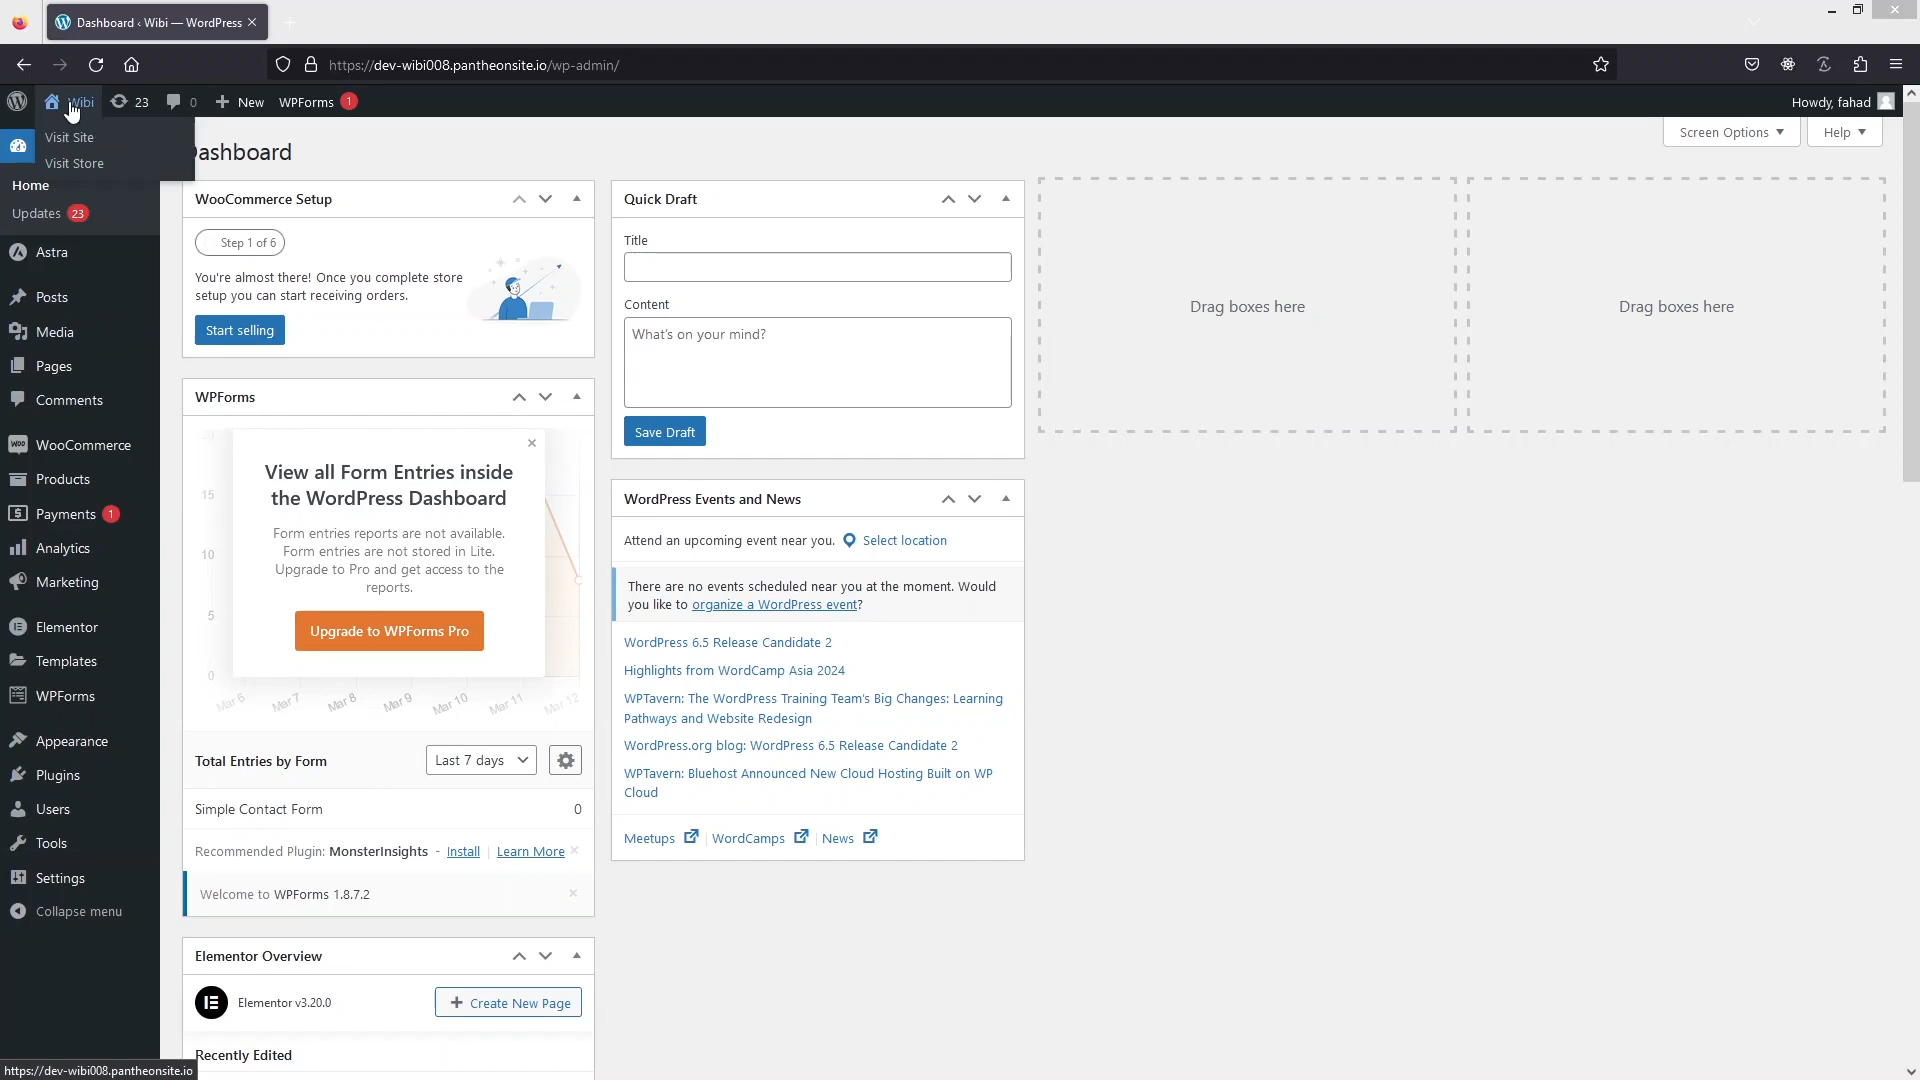 Dashboard ‹ Wibi — WordPress
https://dev-wibi008.pantheonsite.io/wp-admin/
Wibi 23 0 New WPForms 1 Howdy, fahad
Visit Site
Visit Store
Screen Options Help
Dashboard
Home
Updates 23
Astra
Posts
Media
Pages
Comments
WooCommerce
Products
Payments 1
Analytics
Marketing
Elementor
Templates
WPForms
Appearance
Plugins
Users
Tools
Settings
Collapse menu
WooCommerce Setup
Step 1 of 6
You're almost there! Once you complete store
setup you can start receiving orders.
Start selling
WPForms
20
15
10
5
0
View all Form Entries inside
the WordPress Dashboard
Form entries reports are not available.
Form entries are not stored in Lite.
Upgrade to Pro and get access to the
reports.
Upgrade to WPForms Pro
Mar 6 Mar 7 Mar 8 Mar 9 Mar 10 Mar 11 Mar 12
Total Entries by Form Last 7 days
Simple Contact Form 0
Recommended Plugin: MonsterInsights - Install | Learn More
Welcome to WPForms 1.8.7.2
Elementor Overview
Elementor v3.20.0 Create New Page
Recently Edited
Quick Draft
Title
Content
What's on your mind?
Save Draft
WordPress Events and News
Attend an upcoming event near you. Select location
There are no events scheduled near you at the moment. Would
you like to organize a WordPress event?
WordPress 6.5 Release Candidate 2
Highlights from WordCamp Asia 2024
WPTavern: The WordPress Training Team's Big Changes: Learning
Pathways and Website Redesign
WordPress.org blog: WordPress 6.5 Release Candidate 2
WPTavern: Bluehost Announced New Cloud Hosting Built on WP
Cloud
Meetups | WordCamps | News
Drag boxes here
Drag boxes here
https://dev-wibi008.pantheonsite.io